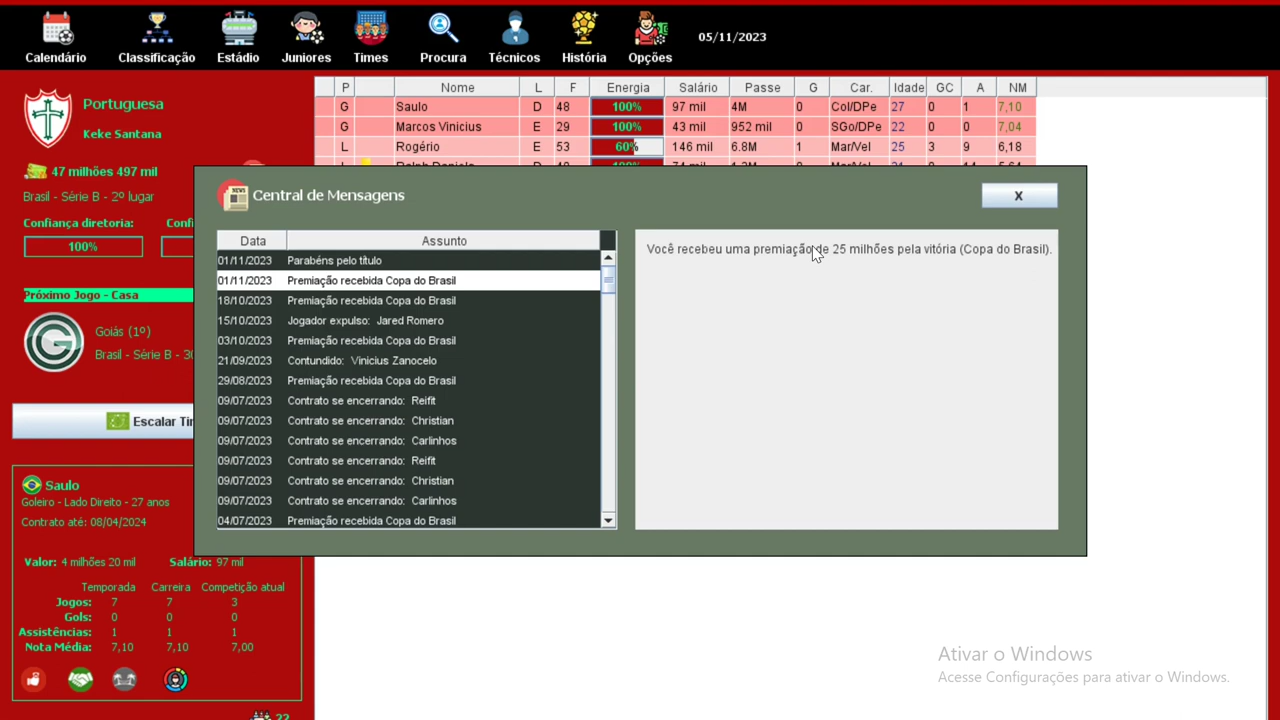 Calendário Classificação Estádio Juniores Times Procura Técnicos História Opções 05/11/2023
Portuguesa
Keke Santana
47 milhões 497 mil
Brasil - Série B - 2º lugar
Confiança diretoria: Confi
100%
Próximo Jogo - Casa
Goiás (1º)
Brasil - Série B - 30
Escalar Tir
Saulo
Goleiro - Lado Direito - 27 anos
Contrato até: 08/04/2024
Valor: 4 milhões 20 mil Salário: 97 mil
Temporada Carreira Competição atual
Jogos: 7 7 3
Gols: 0 0 0
Assistências: 1 1 1
Nota Média: 7,10 7,10 7,00
22
P Nome L F Energia Salário Passe G Car. Idade GC A NM
G Saulo D 48 100% 97 mil 4M 0 Col/DPe 27 0 1 7,10
G Marcos Vinicius E 29 100% 43 mil 952 mil 0 SGo/DPe 22 0 0 7,04
L Rogério E 53 60% 146 mil 6.8M 1 Mar/Vel 25 3 9 6,18
Central de Mensagens
X
Data Assunto
01/11/2023 Parabéns pelo título
01/11/2023 Premiação recebida Copa do Brasil
18/10/2023 Premiação recebida Copa do Brasil
15/10/2023 Jogador expulso: Jared Romero
03/10/2023 Premiação recebida Copa do Brasil
21/09/2023 Contundido: Vinicius Zanocelo
29/08/2023 Premiação recebida Copa do Brasil
09/07/2023 Contrato se encerrando: Reifit
09/07/2023 Contrato se encerrando: Christian
09/07/2023 Contrato se encerrando: Carlinhos
09/07/2023 Contrato se encerrando: Reifit
09/07/2023 Contrato se encerrando: Christian
09/07/2023 Contrato se encerrando: Carlinhos
04/07/2023 Premiação recebida Copa do Brasil
Você recebeu uma premiação de 25 milhões pela vitória (Copa do Brasil).
Ativar o Windows
Acesse Configurações para ativar o Windows.